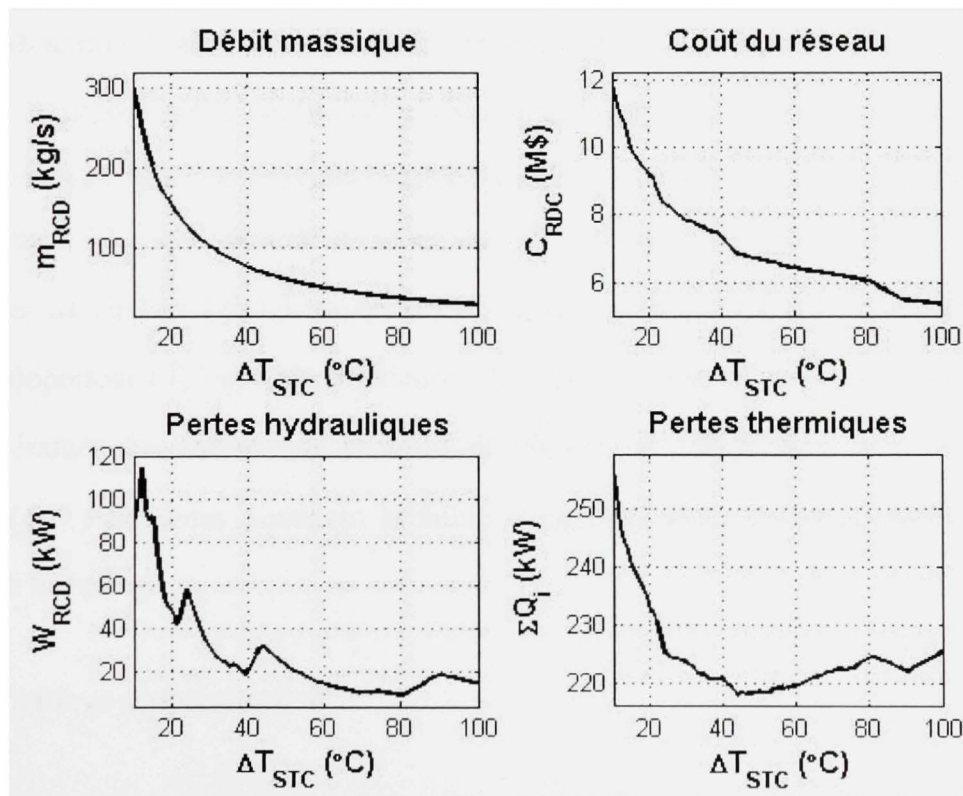 Débit massique
300
200
100
m_RCD (kg/s)
20 40 60 80 100
ΔT_STC (°C)
Coût du réseau
12
10
8
6
C_RDC (M$)
20 40 60 80 100
ΔT_STC (°C)
Pertes hydrauliques
120
100
80
60
40
20
W_RCD (kW)
20 40 60 80 100
ΔT_STC (°C)
Pertes thermiques
250
240
230
220
ΣQ_i (kW)
20 40 60 80 100
ΔT_STC (°C)